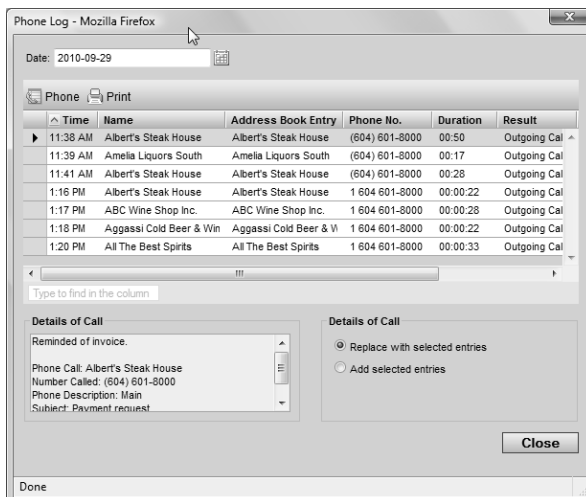 Phone Log - Mozilla Firefox
Date: 2010-09-29
Phone Print
Time Name Address Book Entry Phone No. Duration Result
11:38 AM Albert's Steak House Albert's Steak House (604) 601-8000 00:50 Outgoing Cal
11:39 AM Amelia Liquors South Amelia Liquors South (604) 601-8000 00:17 Outgoing Cal
11:41 AM Albert's Steak House Albert's Steak House (604) 601-8000 00:28 Outgoing Cal
1:16 PM Albert's Steak House Albert's Steak House 1 604 601-8000 00:00:22 Outgoing Cal
1:17 PM ABC Wine Shop Inc. ABC Wine Shop Inc. 1 604 601-8000 00:00:28 Outgoing Cal
1:18 PM Aggassi Cold Beer & Win Aggassi Cold Beer & W 1 604 601-8000 00:00:22 Outgoing Cal
1:20 PM All The Best Spirits All The Best Spirits 1 604 601-8000 00:00:33 Outgoing Cal
Type to find in the column
Details of Call
Reminded of invoice.
Phone Call: Albert's Steak House
Number Called: (604) 601-8000
Phone Description: Main
Subject: Payment request
Details of Call
Replace with selected entries
Add selected entries
Close
Done